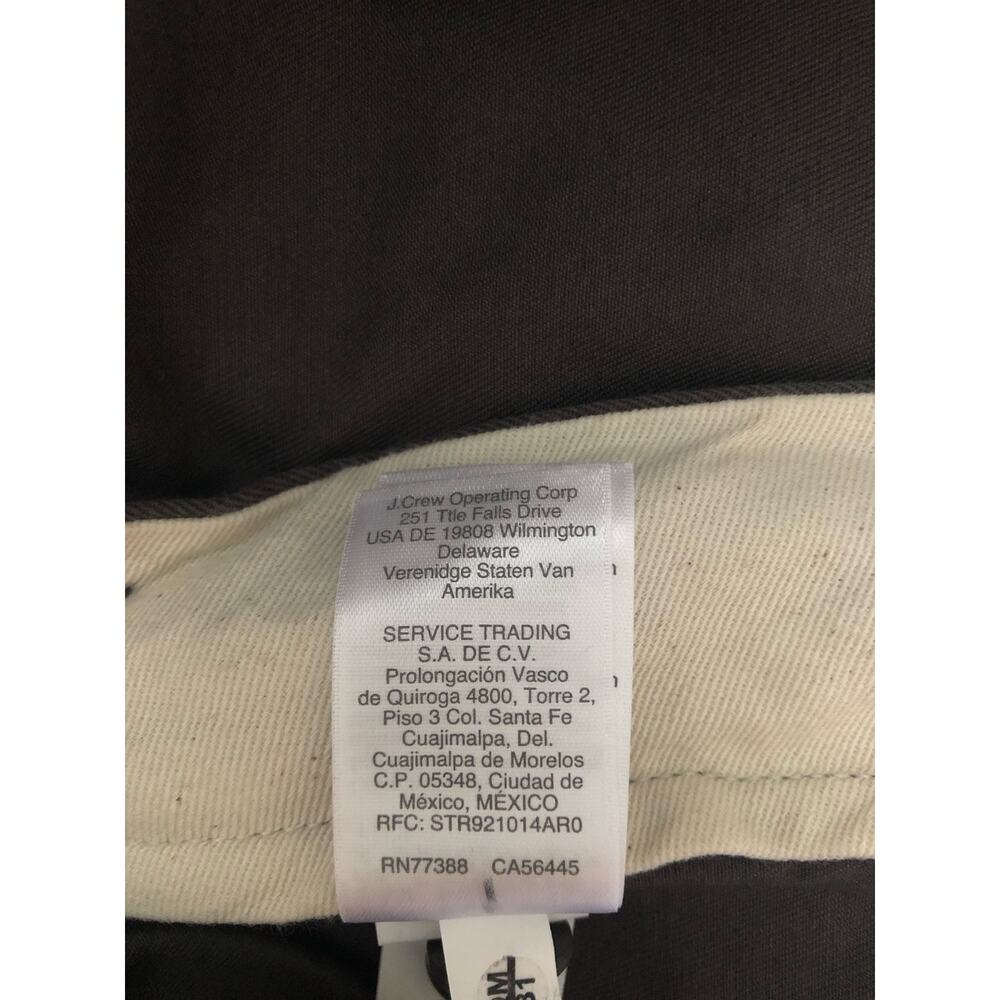 J.Crew Operating Corp
251 Ttle Falls Drive
USA DE 19808 Wilmington
Delaware
Verenidge Staten Van
Amerika
SERVICE TRADING
S.A. DE C.V.
Prolongación Vasco
de Quiroga 4800, Torre 2,
Piso 3 Col. Santa Fe
Cuajimalpa, Del.
Cuajimalpa de Morelos
C.P. 05348, Ciudad de
México, MÉXICO
RFC: STR921014AR0
RN77388 CA56445